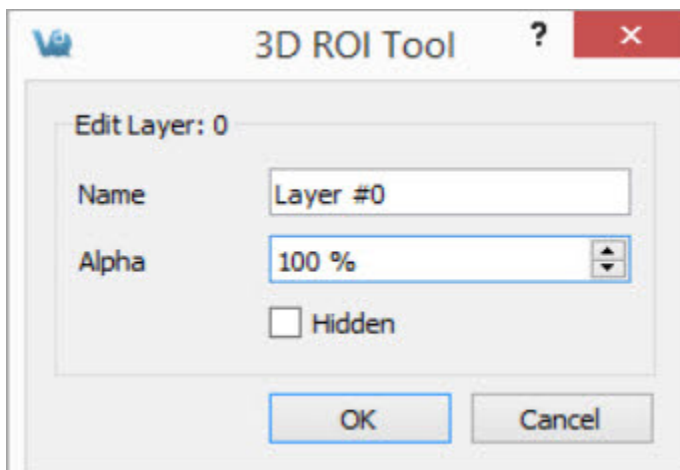 3D ROI Tool ?
Edit Layer: 0
Name Layer #0
Alpha 100 %
Hidden
OK Cancel